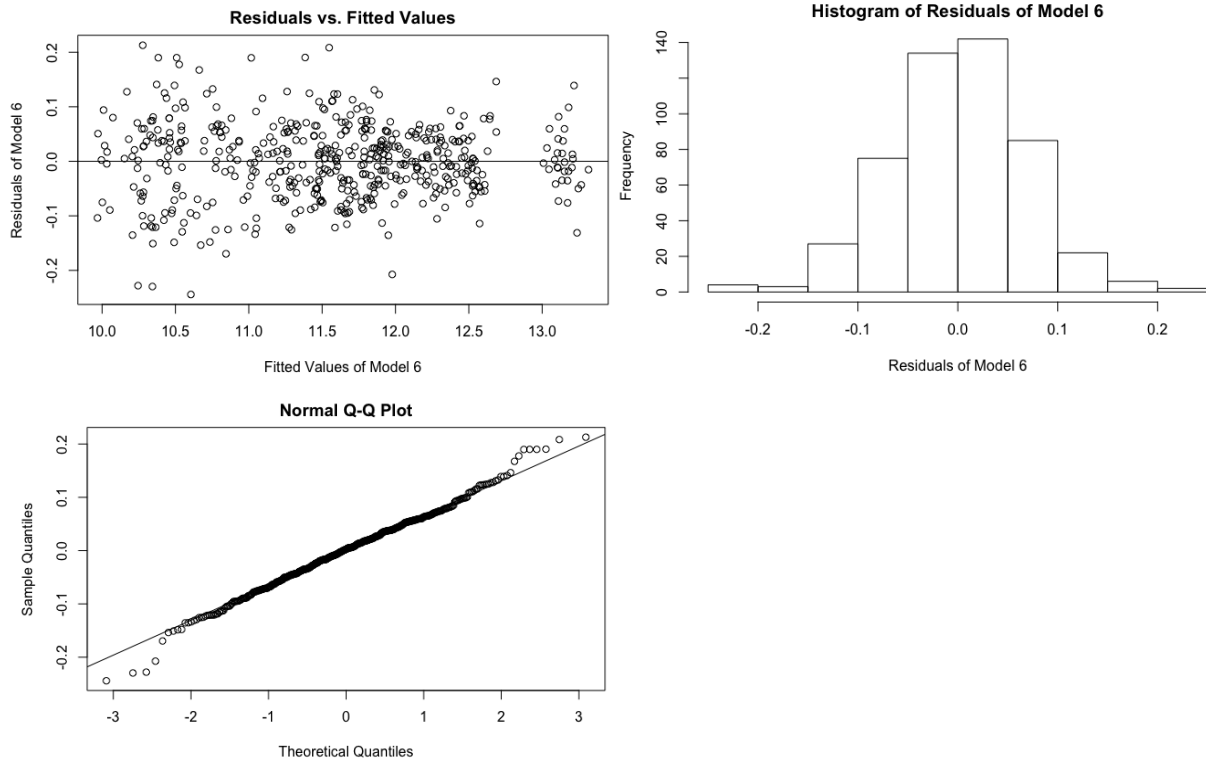 Residuals vs. Fitted Values
Residuals of Model 6
0.2
0.1
0.0
-0.1
-0.2
10.0 10.5 11.0 11.5 12.0 12.5 13.0
Fitted Values of Model 6
Histogram of Residuals of Model 6
Frequency
140
100
80
60
40
20
0
-0.2 -0.1 0.0 0.1 0.2
Residuals of Model 6
Normal Q-Q Plot
Sample Quantiles
0.2
0.1
0.0
-0.1
-0.2
-3 -2 -1 0 1 2 3
Theoretical Quantiles